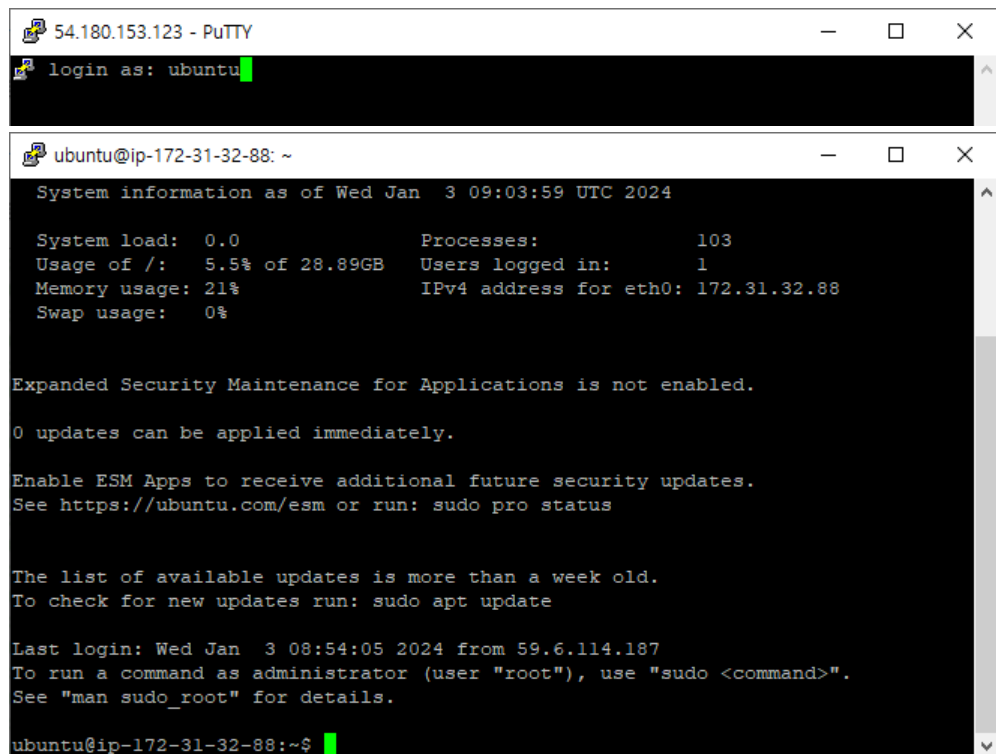 54.180.153.123 - PuTTY
login as: ubuntu
ubuntu@ip-172-31-32-88: ~
System information as of Wed Jan  3 09:03:59 UTC 2024
System load:  0.0                Processes:             103
Usage of /:   5.5% of 28.89GB   Users logged in:       1
Memory usage: 21%                IPv4 address for eth0: 172.31.32.88
Swap usage:   0%
Expanded Security Maintenance for Applications is not enabled.
0 updates can be applied immediately.
Enable ESM Apps to receive additional future security updates.
See https://ubuntu.com/esm or run: sudo pro status
The list of available updates is more than a week old.
To check for new updates run: sudo apt update
Last login: Wed Jan  3 08:54:05 2024 from 59.6.114.187
To run a command as administrator (user "root"), use "sudo <command>".
See "man sudo_root" for details.
ubuntu@ip-172-31-32-88:~$